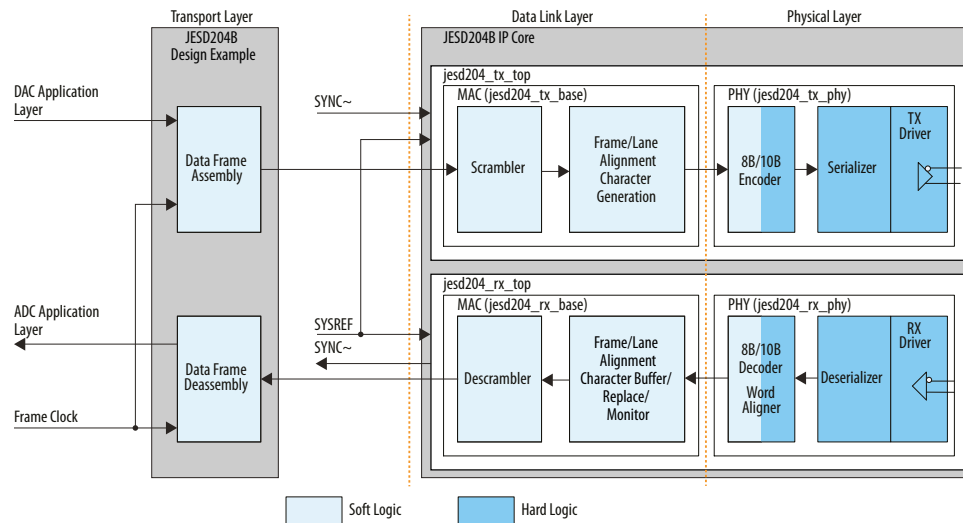 Transport Layer
Data Link Layer
Physical Layer
JESD204B
Design Example
JESD204B IP Core
jesd204_tx_top
DAC Application
Layer
SYNC~
MAC (jesd204_tx_base)
PHY (jesd204_tx_phy)
Data Frame
Assembly
Scrambler
Frame/Lane
Alignment
Character
Generation
8B/10B
Encoder
Serializer
TX
Driver
jesd204_rx_top
ADC Application
Layer
SYSREF
SYNC~
MAC (jesd204_rx_base)
PHY (jesd204_rx_phy)
Data Frame
Deassembly
Descrambler
Frame/Lane
Alignment
Character Buffer/
Replace/
Monitor
8B/10B
Decoder
Word
Aligner
Deserializer
RX
Driver
Frame Clock
Soft Logic
Hard Logic